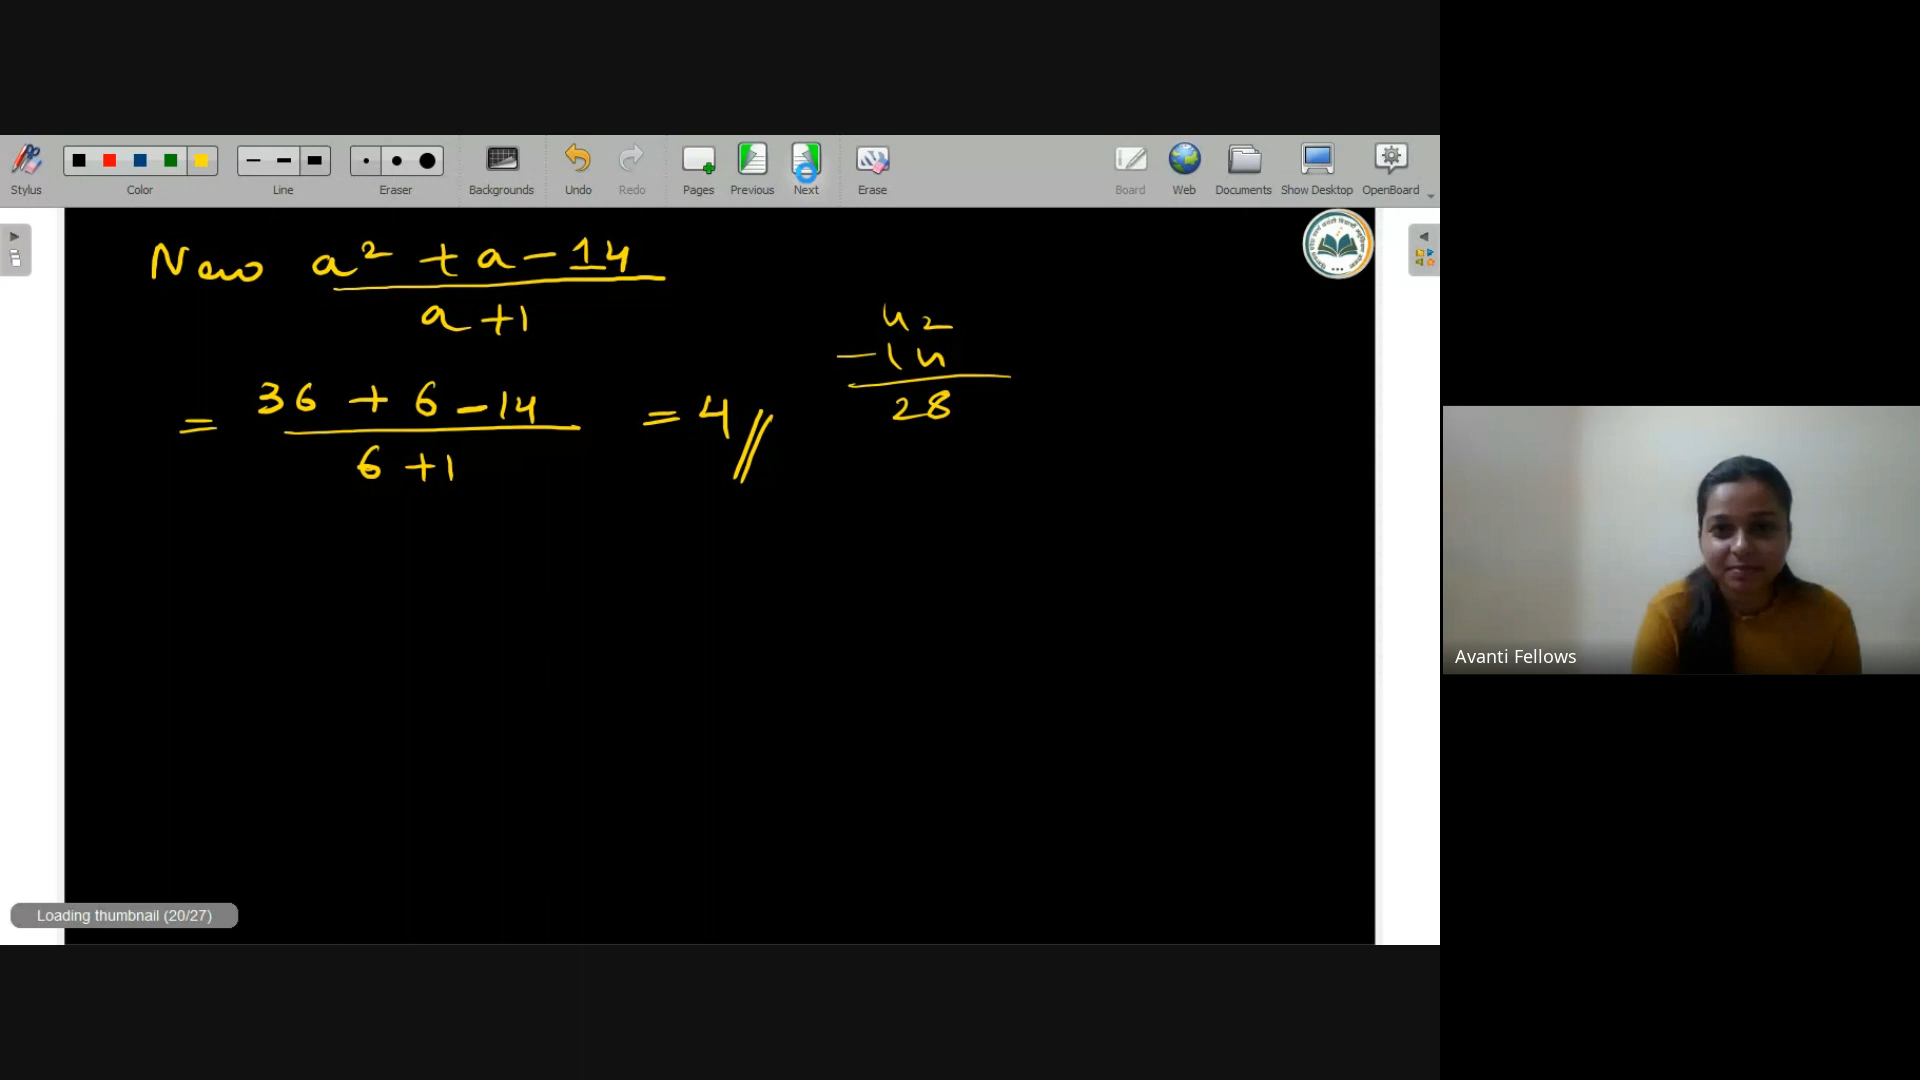 Stylus Color Line Eraser Backgrounds Undo Redo Pages Previous Next Erase Board Web Documents Show Desktop OpenBoard
Now a² + a - 14
a + 1
= 36 + 6 - 14 = 4
6 + 1
42
- 14
28
Avanti Fellows
Loading thumbnail (20/27)